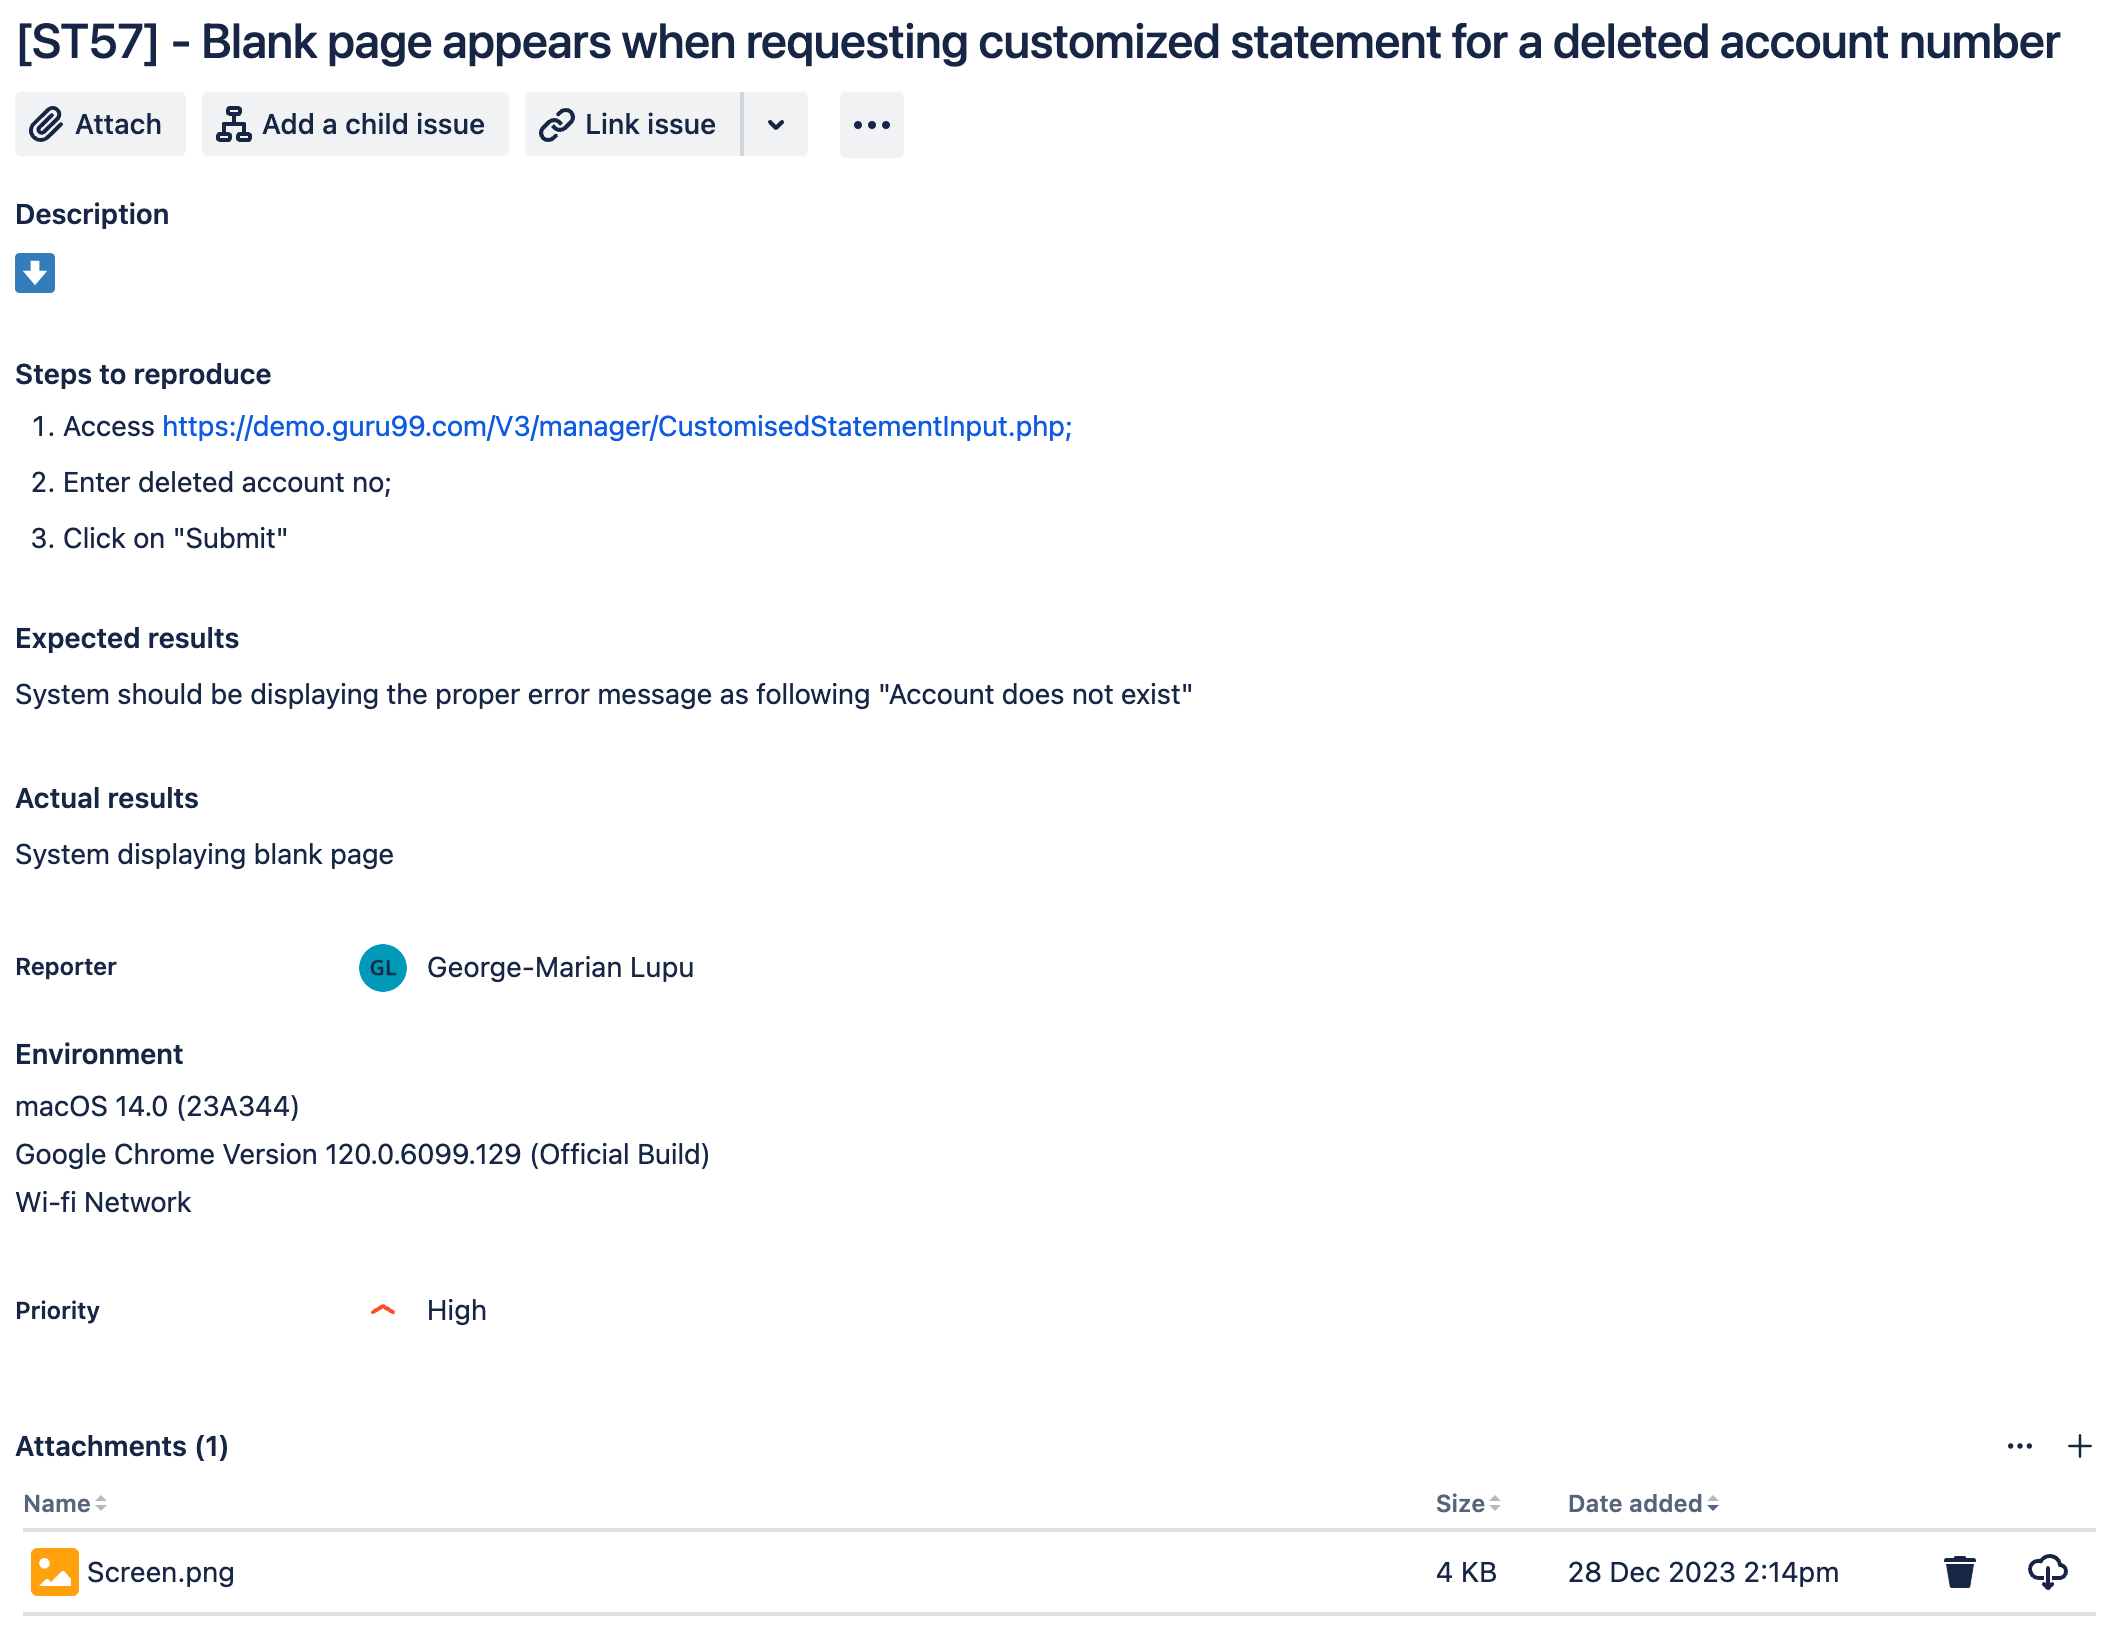 [ST57] - Blank page appears when requesting customized statement for a deleted account number
Attach
Add a child issue
Link issue
Description
Steps to reproduce
1. Access https://demo.guru99.com/V3/manager/CustomisedStatementInput.php;
2. Enter deleted account no;
3. Click on "Submit"
Expected results
System should be displaying the proper error message as following "Account does not exist"
Actual results
System displaying blank page
Reporter GL George-Marian Lupu
Environment
macOS 14.0 (23A344)
Google Chrome Version 120.0.6099.129 (Official Build)
Wi-fi Network
Priority High
Attachments (1)
Name Size Date added
Screen.png 4 KB 28 Dec 2023 2:14pm